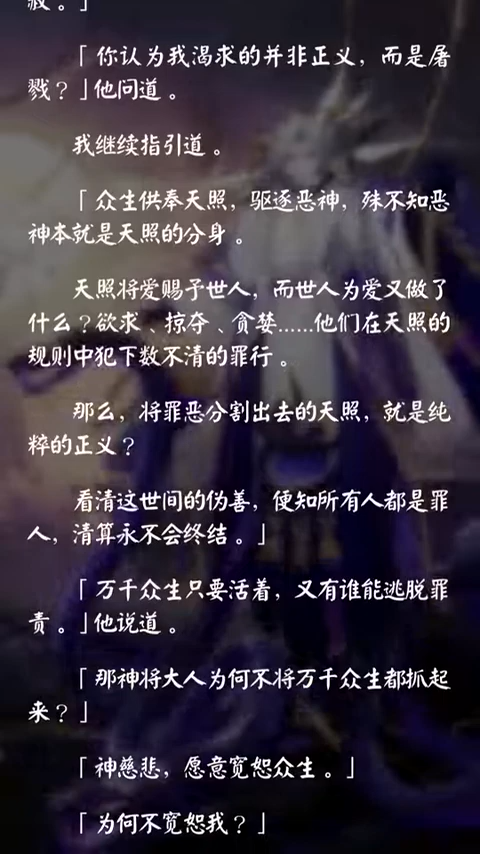 赦。」
「你认为我渴求的并非正义，而是屠
戮？」他问道。
我继续指引道。
「众生供奉天照，驱逐恶神，殊不知恶
神本就是天照的分身。
天照将爱赐予世人，而世人为爱又做了
什么？欲求、掠夺、贪婪......他们在天照的
规则中犯下数不清的罪行。
那么，将罪恶分割出去的天照，就是纯
粹的正义？
看清这世间的伪善，便知所有人都是罪
人，清算永不会终结。」
「万千众生只要活着，又有谁能逃脱罪
责。」他说道。
「那神将大人为何不将万千众生都抓起
来？」
「神慈悲，愿意宽恕众生。」
「为何不宽恕我？」